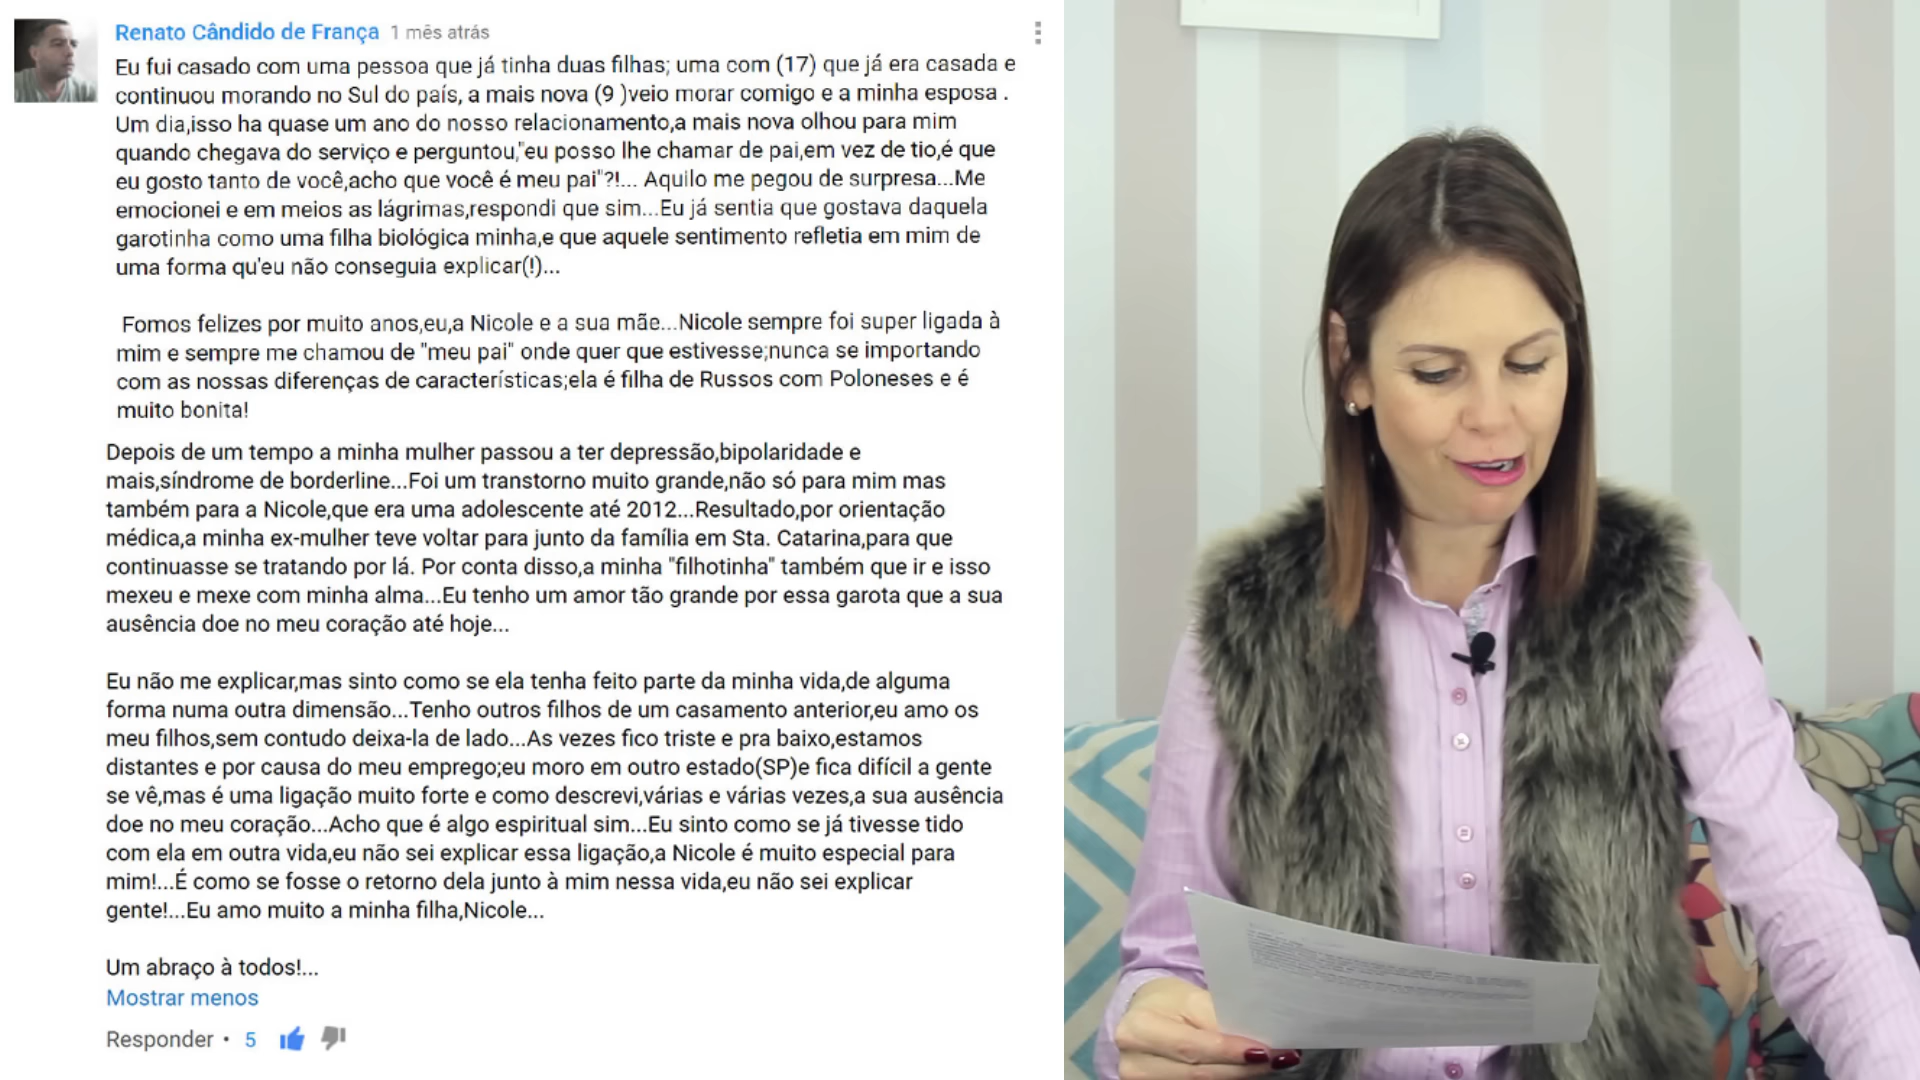 Renato Cândido de França 1 mês atrás
Eu fui casado com uma pessoa que já tinha duas filhas; uma com (17) que já era casada e
continuou morando no Sul do país, a mais nova (9 )veio morar comigo e a minha esposa .
Um dia,isso ha quase um ano do nosso relacionamento,a mais nova olhou para mim
quando chegava do serviço e perguntou,"eu posso lhe chamar de pai,em vez de tio,é que
eu gosto tanto de você,acho que você é meu pai"?!... Aquilo me pegou de surpresa...Me
emocionei e em meios as lágrimas,respondi que sim...Eu já sentia que gostava daquela
garotinha como uma filha biológica minha,e que aquele sentimento refletia em mim de
uma forma qu'eu não conseguia explicar(!)...
Fomos felizes por muito anos,eu,a Nicole e a sua mãe...Nicole sempre foi super ligada à
mim e sempre me chamou de "meu pai" onde quer que estivesse;nunca se importando
com as nossas diferenças de características;ela é filha de Russos com Poloneses e é
muito bonita!
Depois de um tempo a minha mulher passou a ter depressão,bipolaridade e
mais,síndrome de borderline...Foi um transtorno muito grande,não só para mim mas
também para a Nicole,que era uma adolescente até 2012...Resultado,por orientação
médica,a minha ex-mulher teve voltar para junto da família em Sta. Catarina,para que
continuasse se tratando por lá. Por conta disso,a minha "filhotinha" também que ir e isso
mexeu e mexe com minha alma...Eu tenho um amor tão grande por essa garota que a sua
ausência doe no meu coração até hoje...
Eu não me explicar,mas sinto como se ela tenha feito parte da minha vida,de alguma
forma numa outra dimensão...Tenho outros filhos de um casamento anterior,eu amo os
meu filhos,sem contudo deixa-la de lado...As vezes fico triste e pra baixo,estamos
distantes e por causa do meu emprego;eu moro em outro estado(SP)e fica difícil a gente
se vê,mas é uma ligação muito forte e como descrevi,várias e várias vezes,a sua ausência
doe no meu coração...Acho que é algo espiritual sim...Eu sinto como se já tivesse tido
com ela em outra vida,eu não sei explicar essa ligação,a Nicole é muito especial para
mim!...É como se fosse o retorno dela junto à mim nessa vida,eu não sei explicar
gente!...Eu amo muito a minha filha,Nicole...
Um abraço à todos!...
Mostrar menos
Responder • 5